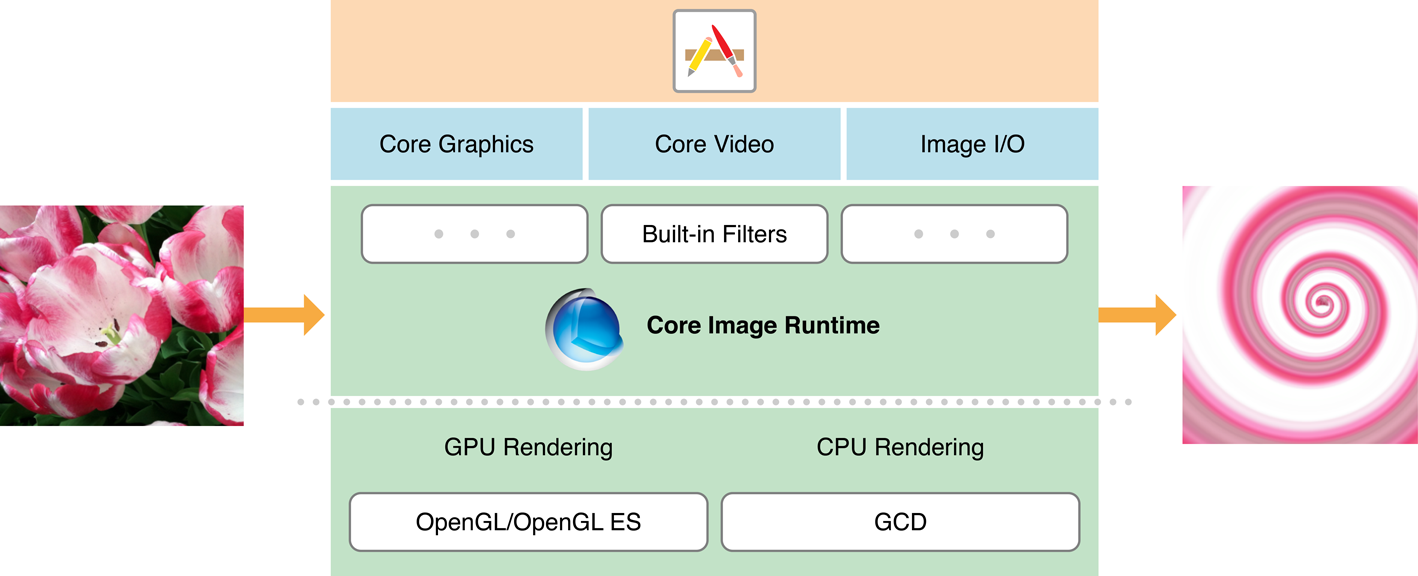 Core Graphics
Core Video
Image I/O
Built-in Filters
Core Image Runtime
GPU Rendering
CPU Rendering
OpenGL/OpenGL ES
GCD